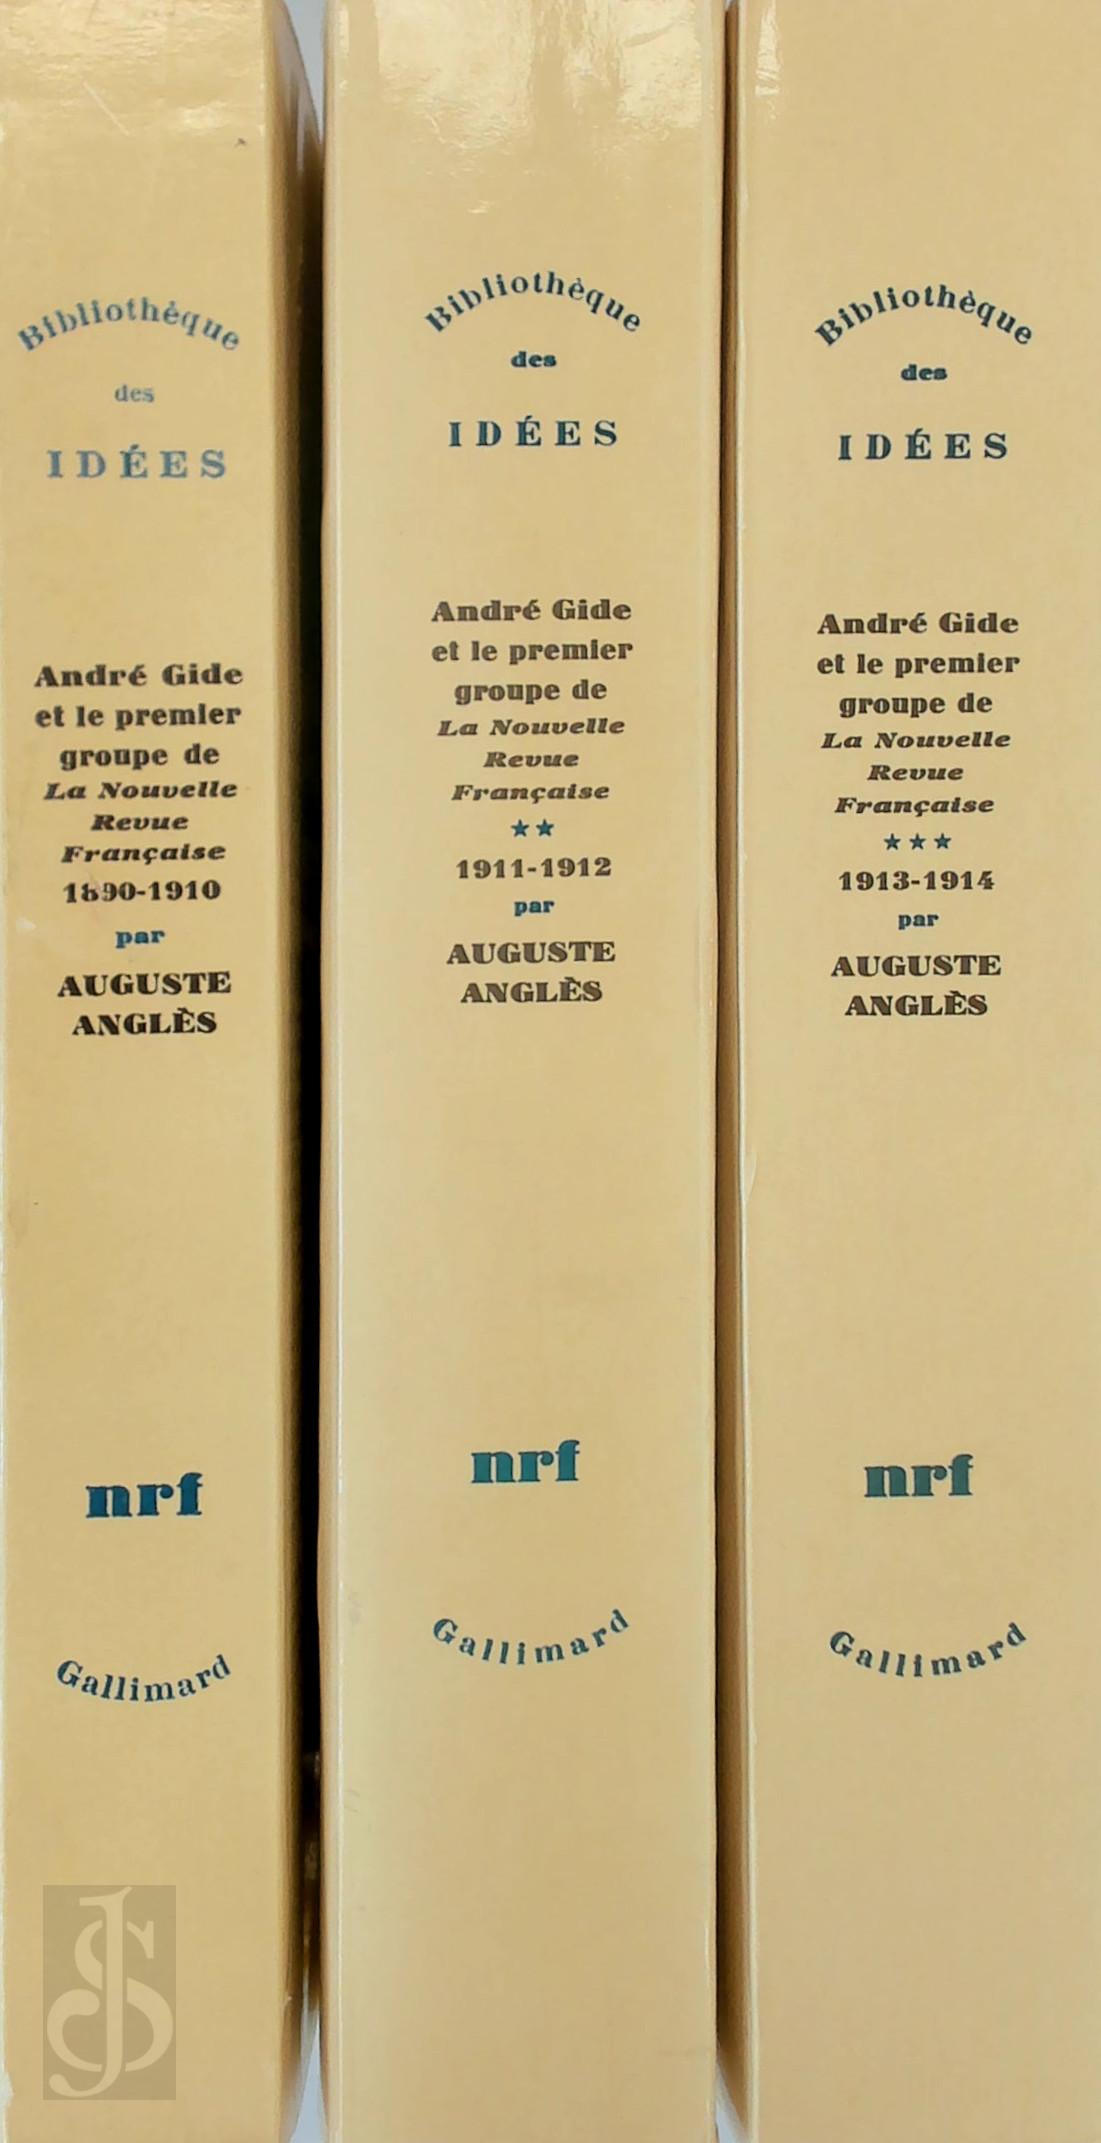 Bibliothèque
des
IDÉES
André Gide
et le premier
groupe de
La Nouvelle
Revue
Française
1890-1910
par
AUGUSTE
ANGLÈS
nrf
Gallimard
Bibliothèque
des
IDÉES
André Gide
et le premier
groupe de
La Nouvelle
Revue
Française
★★
1911-1912
par
AUGUSTE
ANGLÈS
nrf
Gallimard
Bibliothèque
des
IDÉES
André Gide
et le premier
groupe de
La Nouvelle
Revue
Française
★★★
1913-1914
par
AUGUSTE
ANGLÈS
nrf
Gallimard